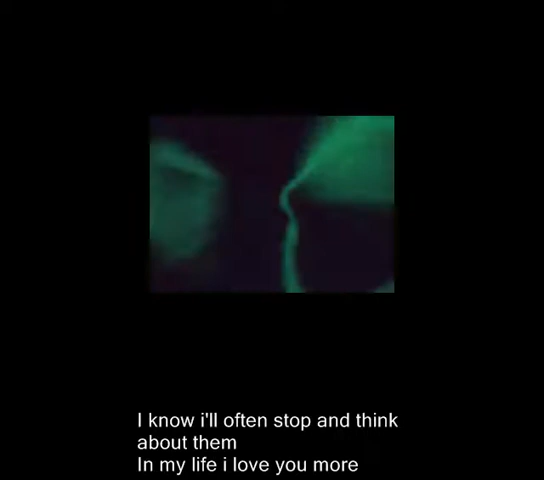 I know i'll often stop and think
about them
In my life i love you more